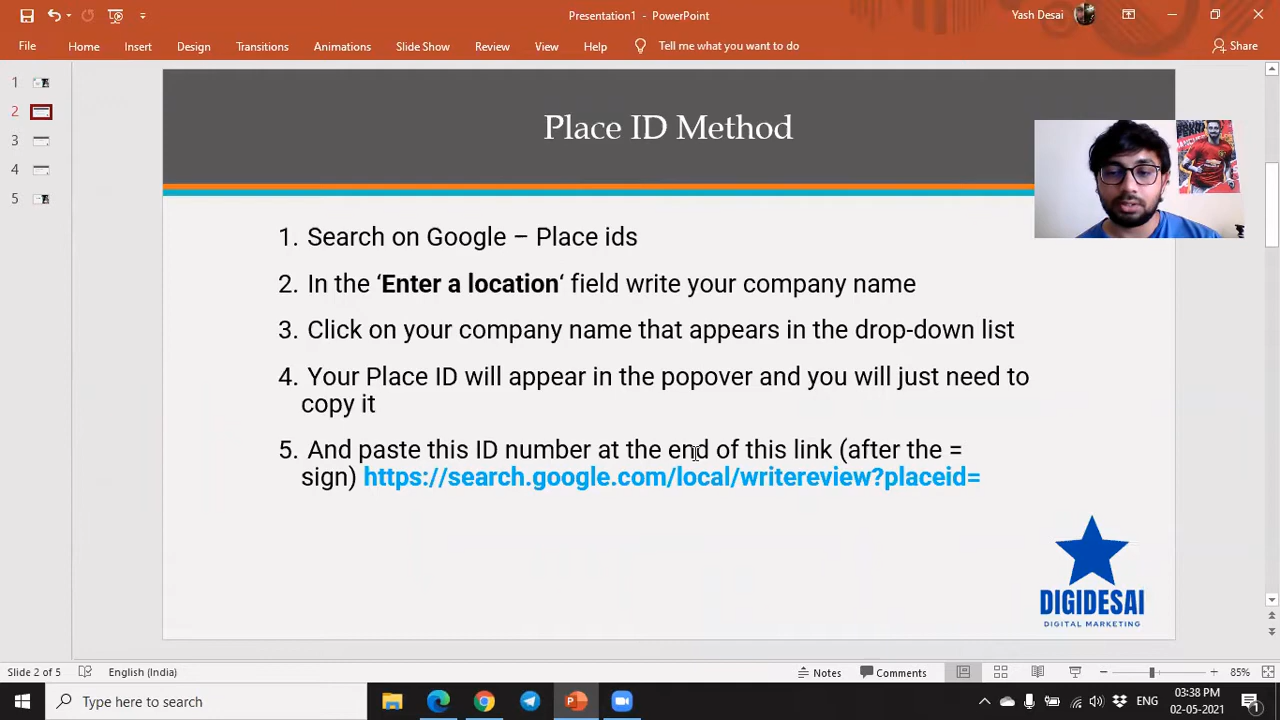 Presentation1 - PowerPoint
Yash Desai
File Home Insert Design Transitions Animations Slide Show Review View Help Tell me what you want to do Share
1
2
3
4
5
Place ID Method
1. Search on Google – Place ids
2. In the ‘Enter a location‘ field write your company name
3. Click on your company name that appears in the drop-down list
4. Your Place ID will appear in the popover and you will just need to
copy it
5. And paste this ID number at the end of this link (after the =
sign) https://search.google.com/local/writereview?placeid=
DIGIDESAI
DIGITAL MARKETING
Slide 2 of 5 English (India) Notes Comments 85%
Type here to search
ENG
03:38 PM
02-05-2021
1